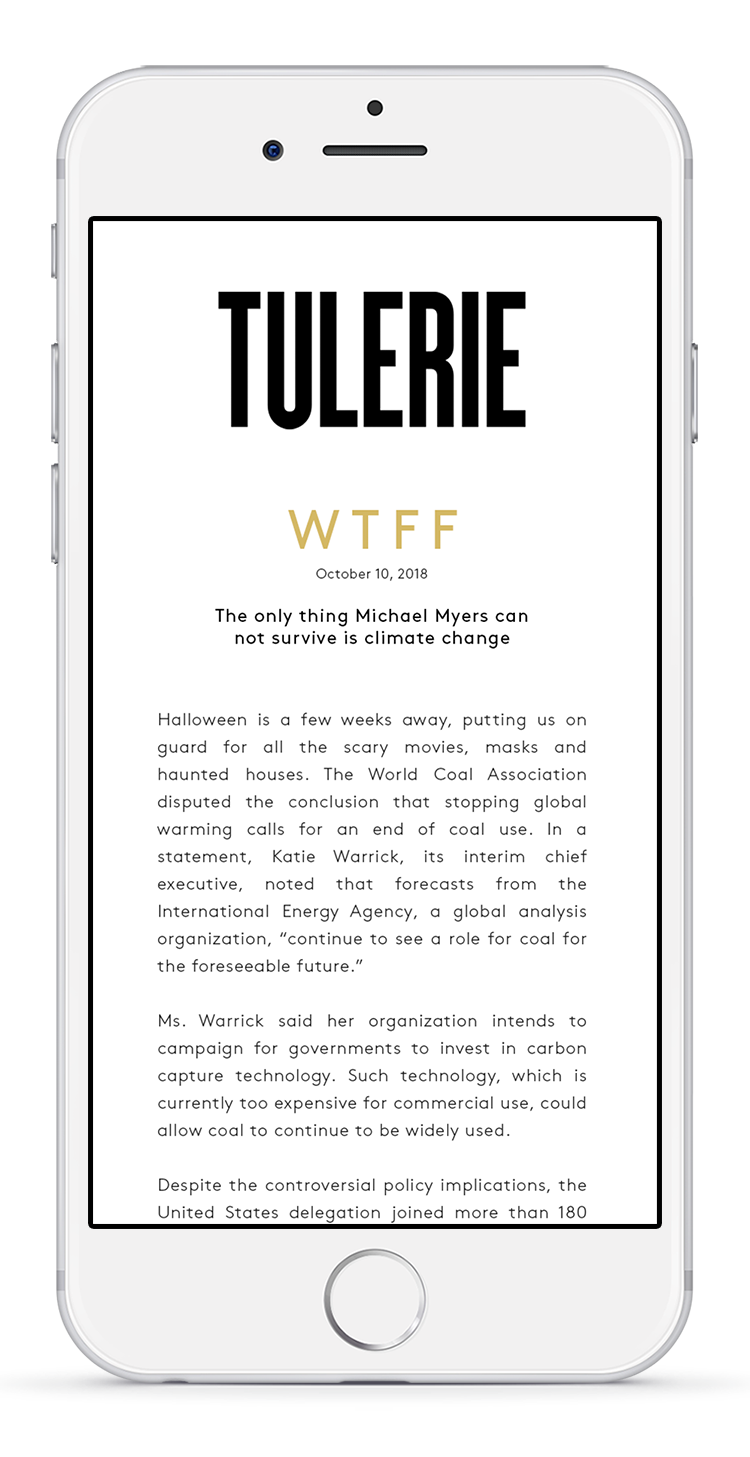 TULERIE
WTFF
October 10, 2018
The only thing Michael Myers can
not survive is climate change
Halloween is a few weeks away, putting us on
guard for all the scary movies, masks and
haunted houses. The World Coal Association
disputed the conclusion that stopping global
warming calls for an end of coal use. In a
statement, Katie Warrick, its interim chief
executive, noted that forecasts from the
International Energy Agency, a global analysis
organization, “continue to see a role for coal for
the foreseeable future.”
Ms. Warrick said her organization intends to
campaign for governments to invest in carbon
capture technology. Such technology, which is
currently too expensive for commercial use, could
allow coal to continue to be widely used.
Despite the controversial policy implications, the
United States delegation joined more than 180